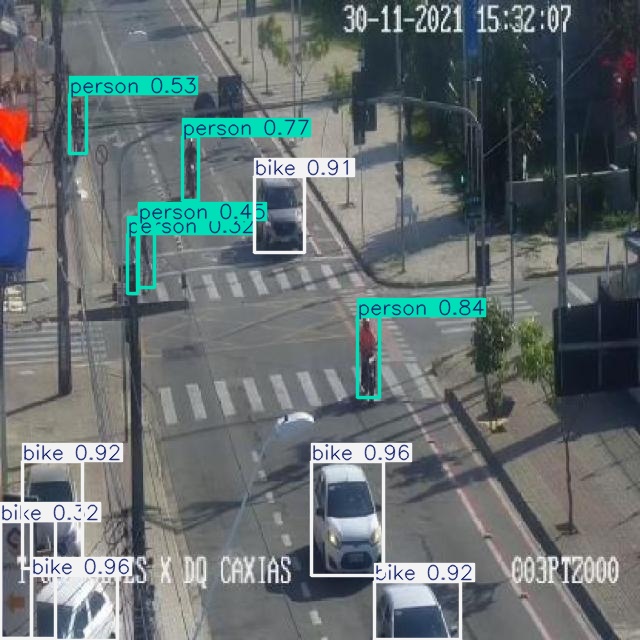 30-11-2021 15:32:07
person 0.53
person 0.77
bike 0.91
person 0.45
person 0.32
person 0.84
bike 0.92
bike 0.96
bike 0.32
X DQ CAXIAS
003PTZ000
bike 0.96
bike 0.92